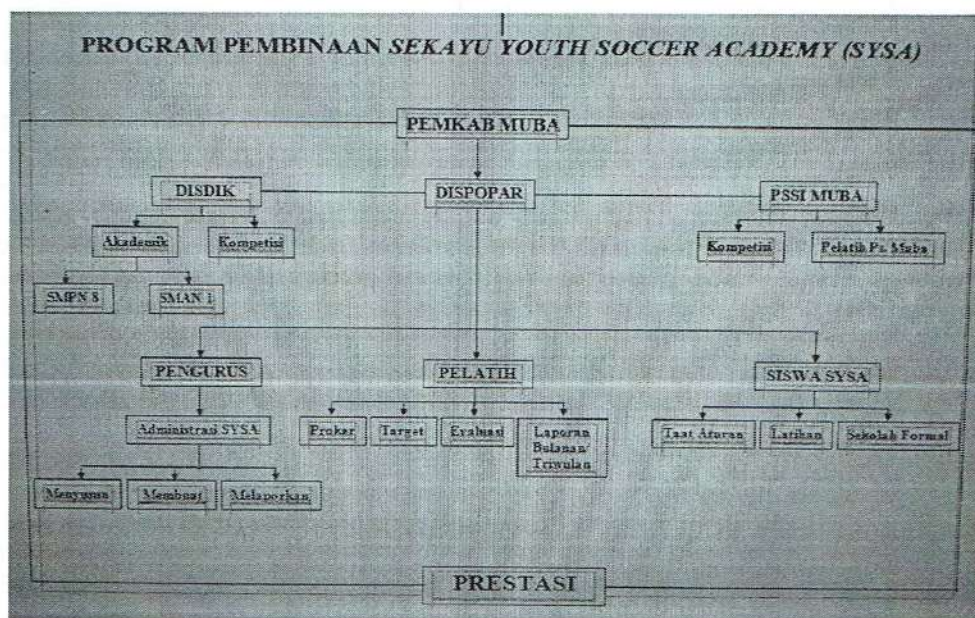 PROGRAM PEMBINAAN SEKAYU YOUTH SOCCER ACADEMY (SYSA)
PEMKAB MUBA
DISDIK
DISPOPAR
PSSI MUBA
Akademik
Kompetisi
Kompetisi
Pelatih Ps. Muba
SMPN 8
SMAN 1
PENGURUS
PELATIH
SISWA SYSA
Administrasi SYSA
Proker
Target
Evaluasi
Laporan
Bulanan/
Triwulan
Taat Aturan
Latihan
Sekolah Formal
Menyusun
Membuat
Melaporkan
PRESTASI